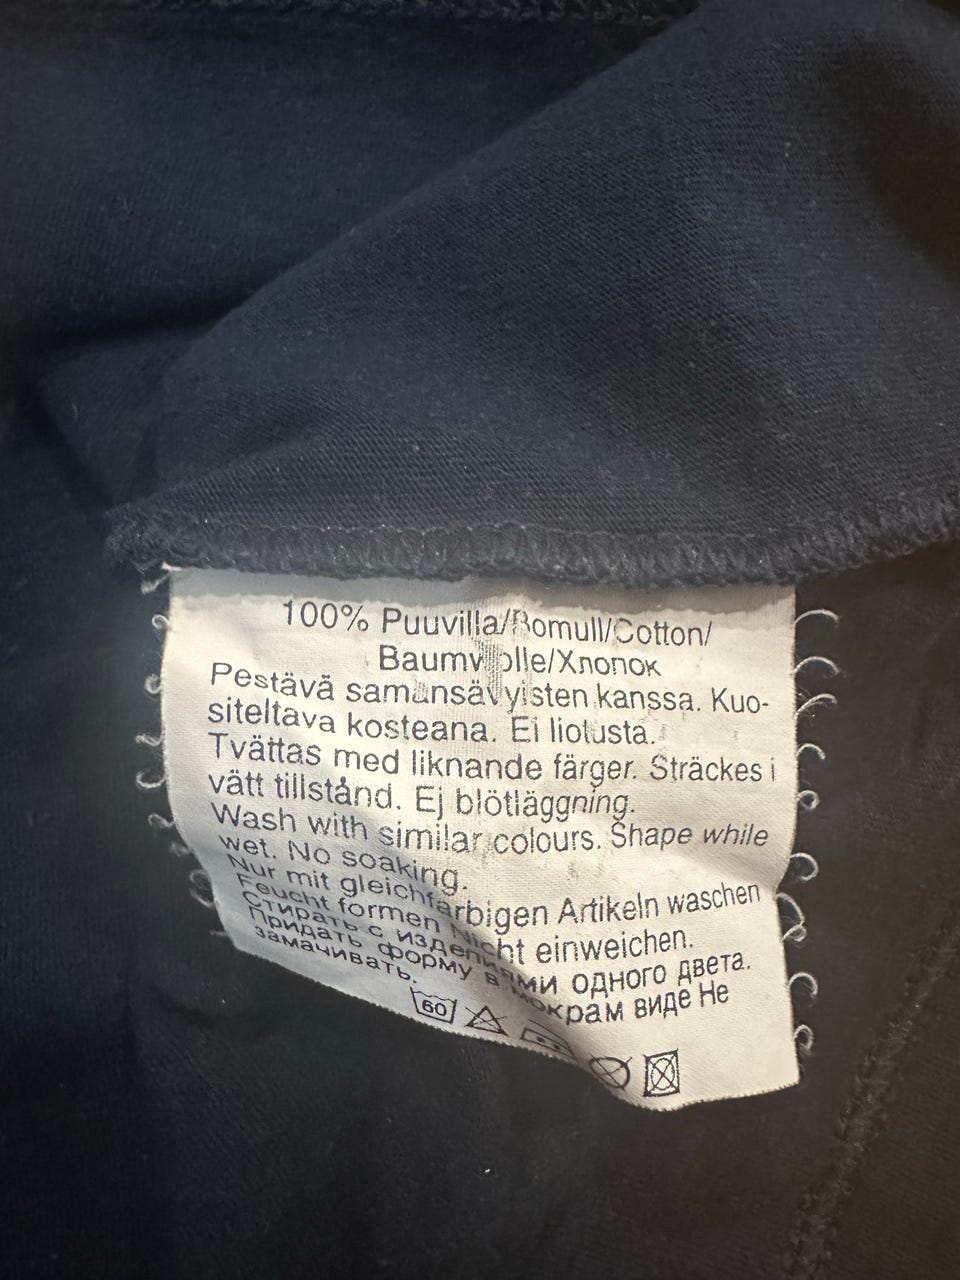 100% Puuvilla/Bomull/Cotton/
Baumwolle/Хлопок
Pestävä samansävyisten kanssa. Kuo-
siteltava kosteana. Ei liotusta.
Tvättas med liknande färger. Sträckes i
vått tillstånd. Ej blötläggning.
Wash with similar colours. Shape while
wet. No soaking.
Nur mit gleichfarbigen Artikeln waschen
Feucht formen Nicht einweichen.
Стирать с изделиями одного двета.
Придать форму в мокрам виде Не
замачивать.
60